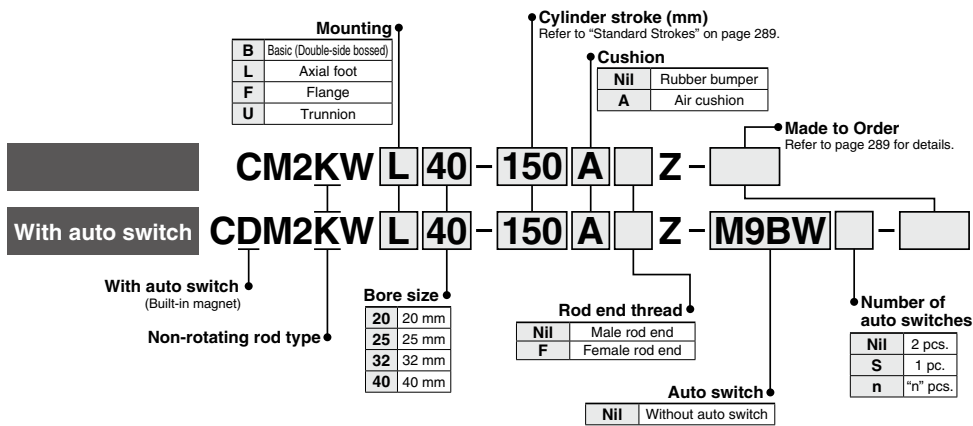 Mounting
B Basic (Double-side bossed)
L Axial foot
F Flange
U Trunnion
Cylinder stroke (mm)
Refer to “Standard Strokes” on page 289.
Cushion
Nil Rubber bumper
A Air cushion
Made to Order
Refer to page 289 for details.
CM2KW L 40 – 150 A Z –
With auto switch CDM2KW L 40 – 150 A Z – M9BW –
With auto switch
(Built-in magnet)
Non-rotating rod type
Bore size
20 20 mm
25 25 mm
32 32 mm
40 40 mm
Rod end thread
Nil Male rod end
F Female rod end
Auto switch
Nil Without auto switch
Number of
auto switches
Nil 2 pcs.
S 1 pc.
n “n” pcs.